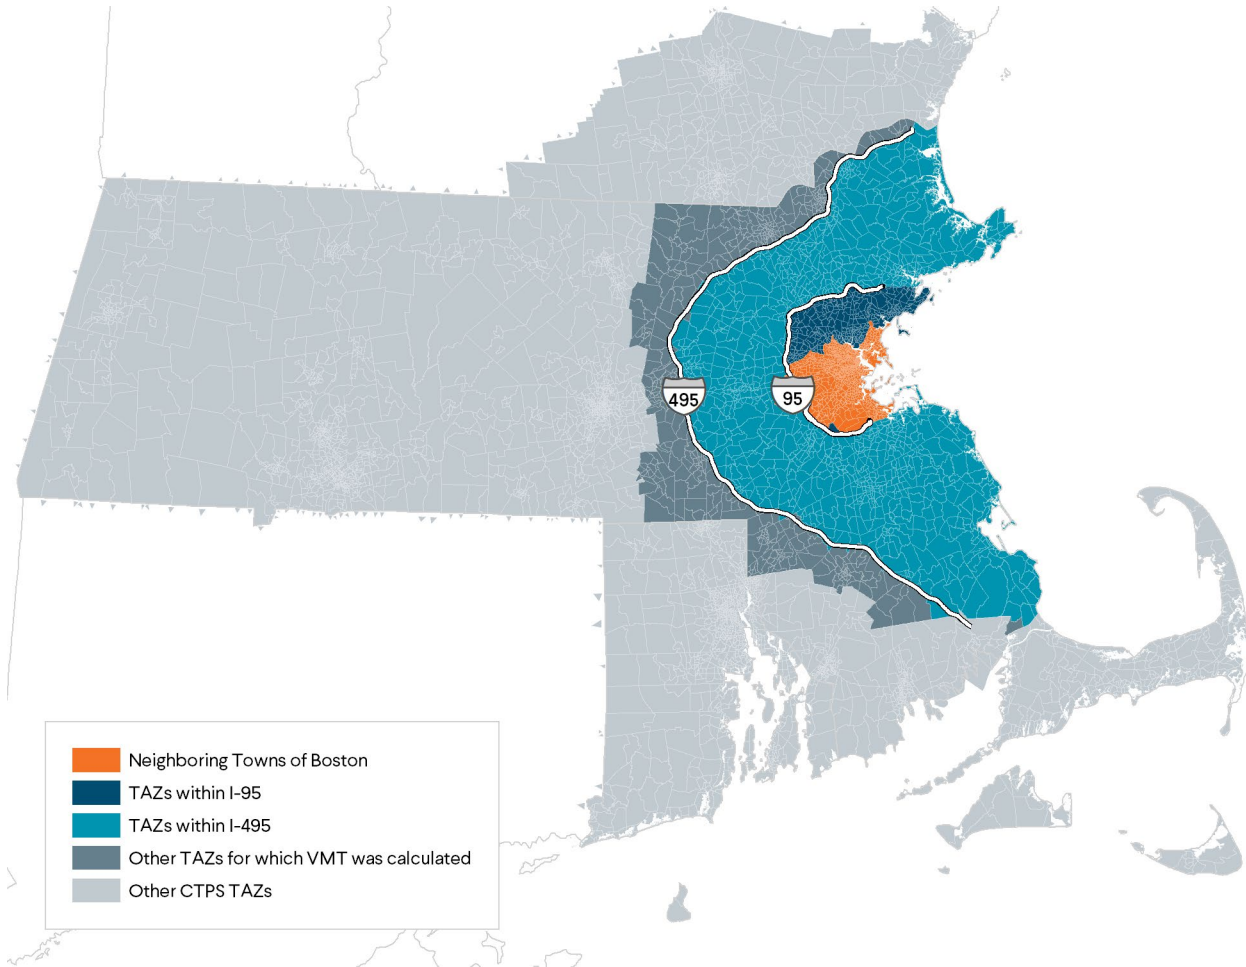 495
95
Neighboring Towns of Boston
TAZs within I-95
TAZs within I-495
Other TAZs for which VMT was calculated
Other CTPS TAZs